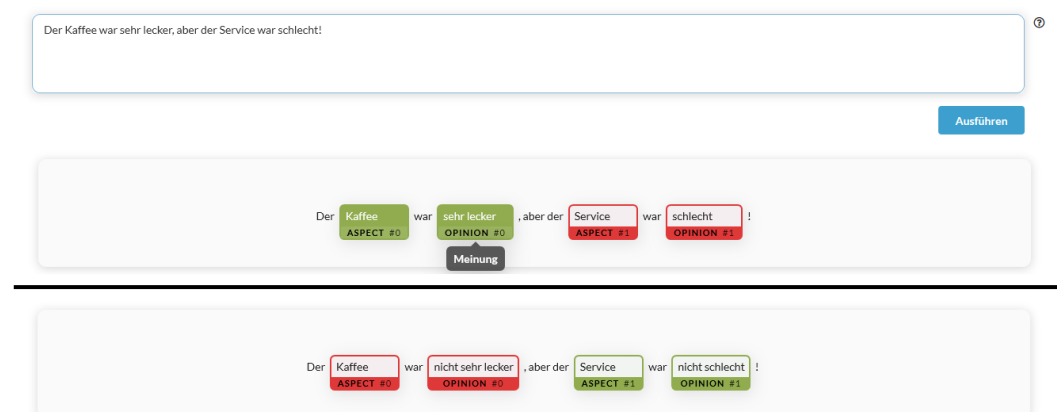 Der Kaffee war sehr lecker, aber der Service war schlecht!
Ausführen
Der Kaffee war sehr lecker , aber der Service war schlecht !
ASPECT #0 OPINION #0 ASPECT #1 OPINION #1
Meinung
Der Kaffee war nicht sehr lecker , aber der Service war nicht schlecht !
ASPECT #0 OPINION #0 ASPECT #1 OPINION #1